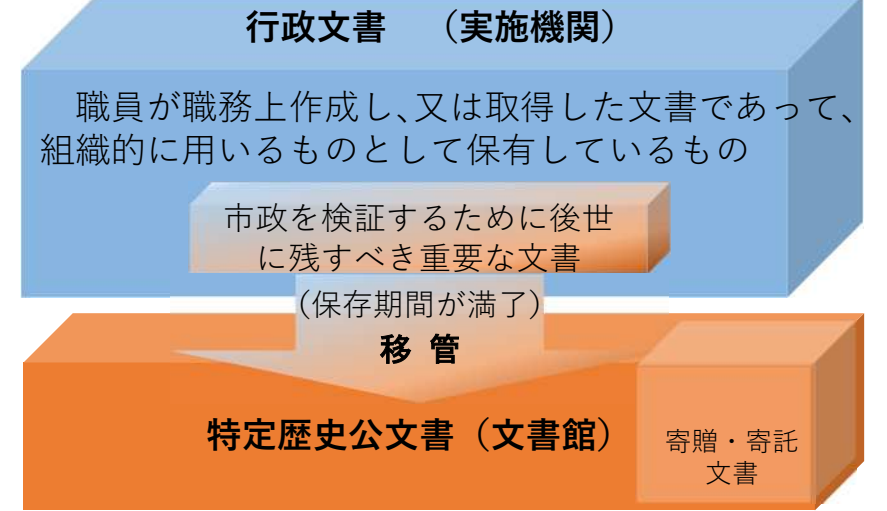 行政文書　（実施機関）
職員が職務上作成し、又は取得した文書であって、
組織的に用いるものとして保有しているもの
市政を検証するために後世
に残すべき重要な文書
(保存期間が満了)
移 管
特定歴史公文書（文書館）
寄贈・寄託
文書